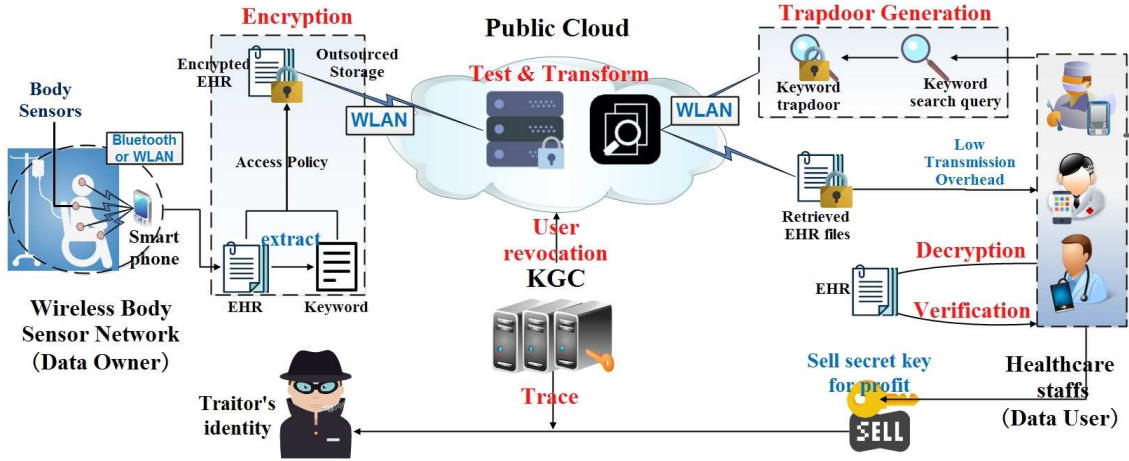 Encryption
Encrypted
EHR
Outsourced
Storage
Access Policy
extract
EHR
Keyword
Body
Sensors
Bluetooth
or WLAN
Smart
phone
Wireless Body
Sensor Network
(Data Owner)
Public Cloud
Test & Transform
WLAN
WLAN
User
revocation
KGC
Trace
Trapdoor Generation
Keyword
trapdoor
Keyword
search query
Low
Transmission
Overhead
Retrieved
EHR files
Decryption
EHR
Verification
Healthcare
staffs
(Data User)
Sell secret key
for profit
SELL
Traitor's
identity